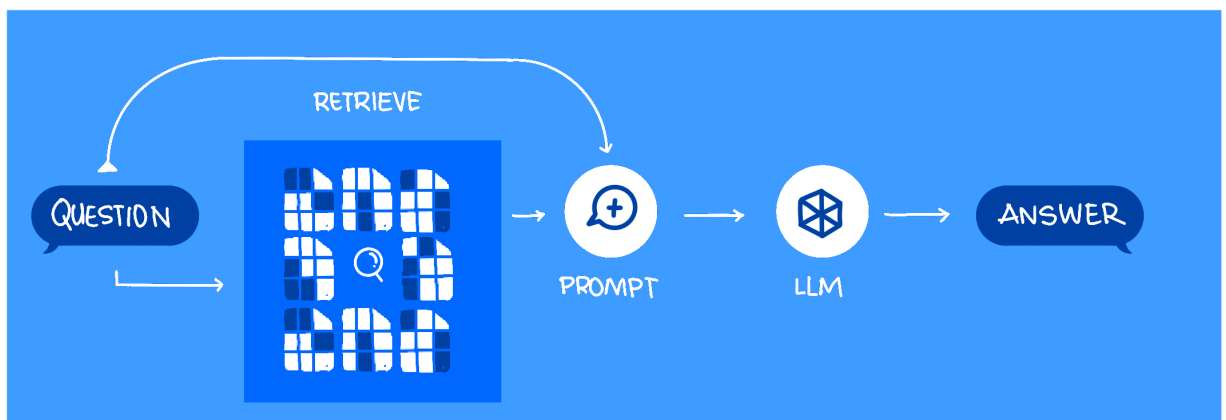 RETRIEVE
QUESTION
PROMPT
LLM
ANSWER